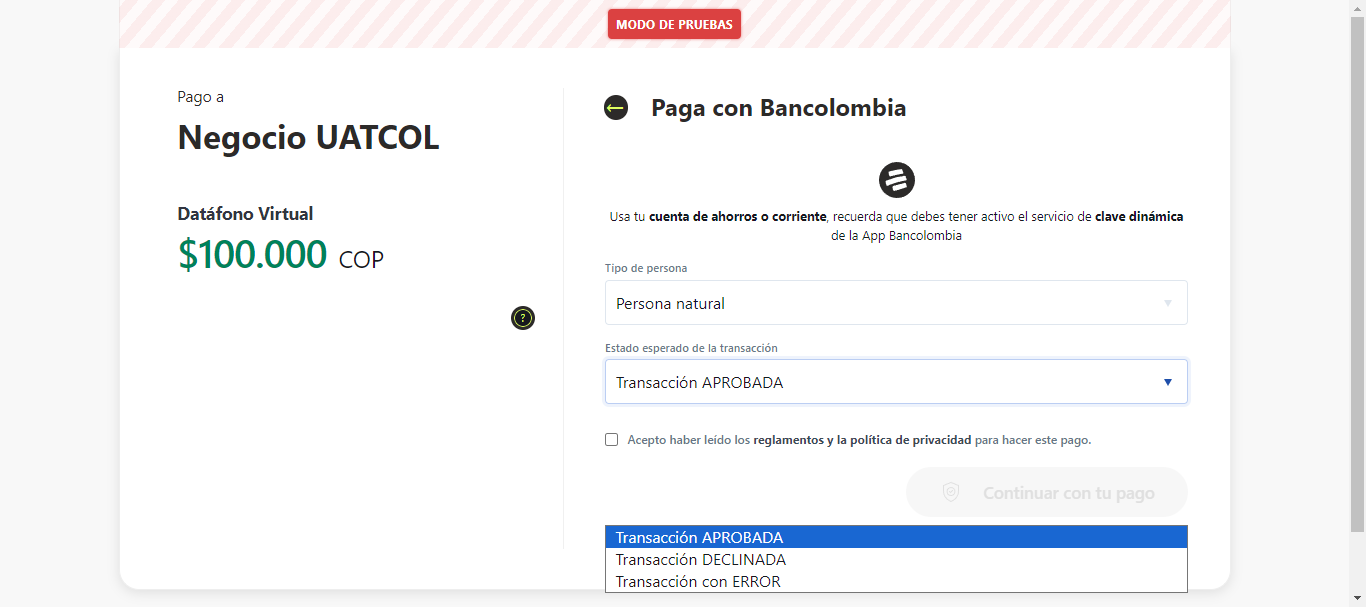 MODO DE PRUEBAS
Pago a
Negocio UATCOL
Datáfono Virtual
$100.000 COP
?
Paga con Bancolombia
Usa tu cuenta de ahorros o corriente, recuerda que debes tener activo el servicio de clave dinámica
de la App Bancolombia
Tipo de persona
Persona natural
Estado esperado de la transacción
Transacción APROBADA
Acepto haber leído los reglamentos y la política de privacidad para hacer este pago.
Continuar con tu pago
Transacción APROBADA
Transacción DECLINADA
Transacción con ERROR